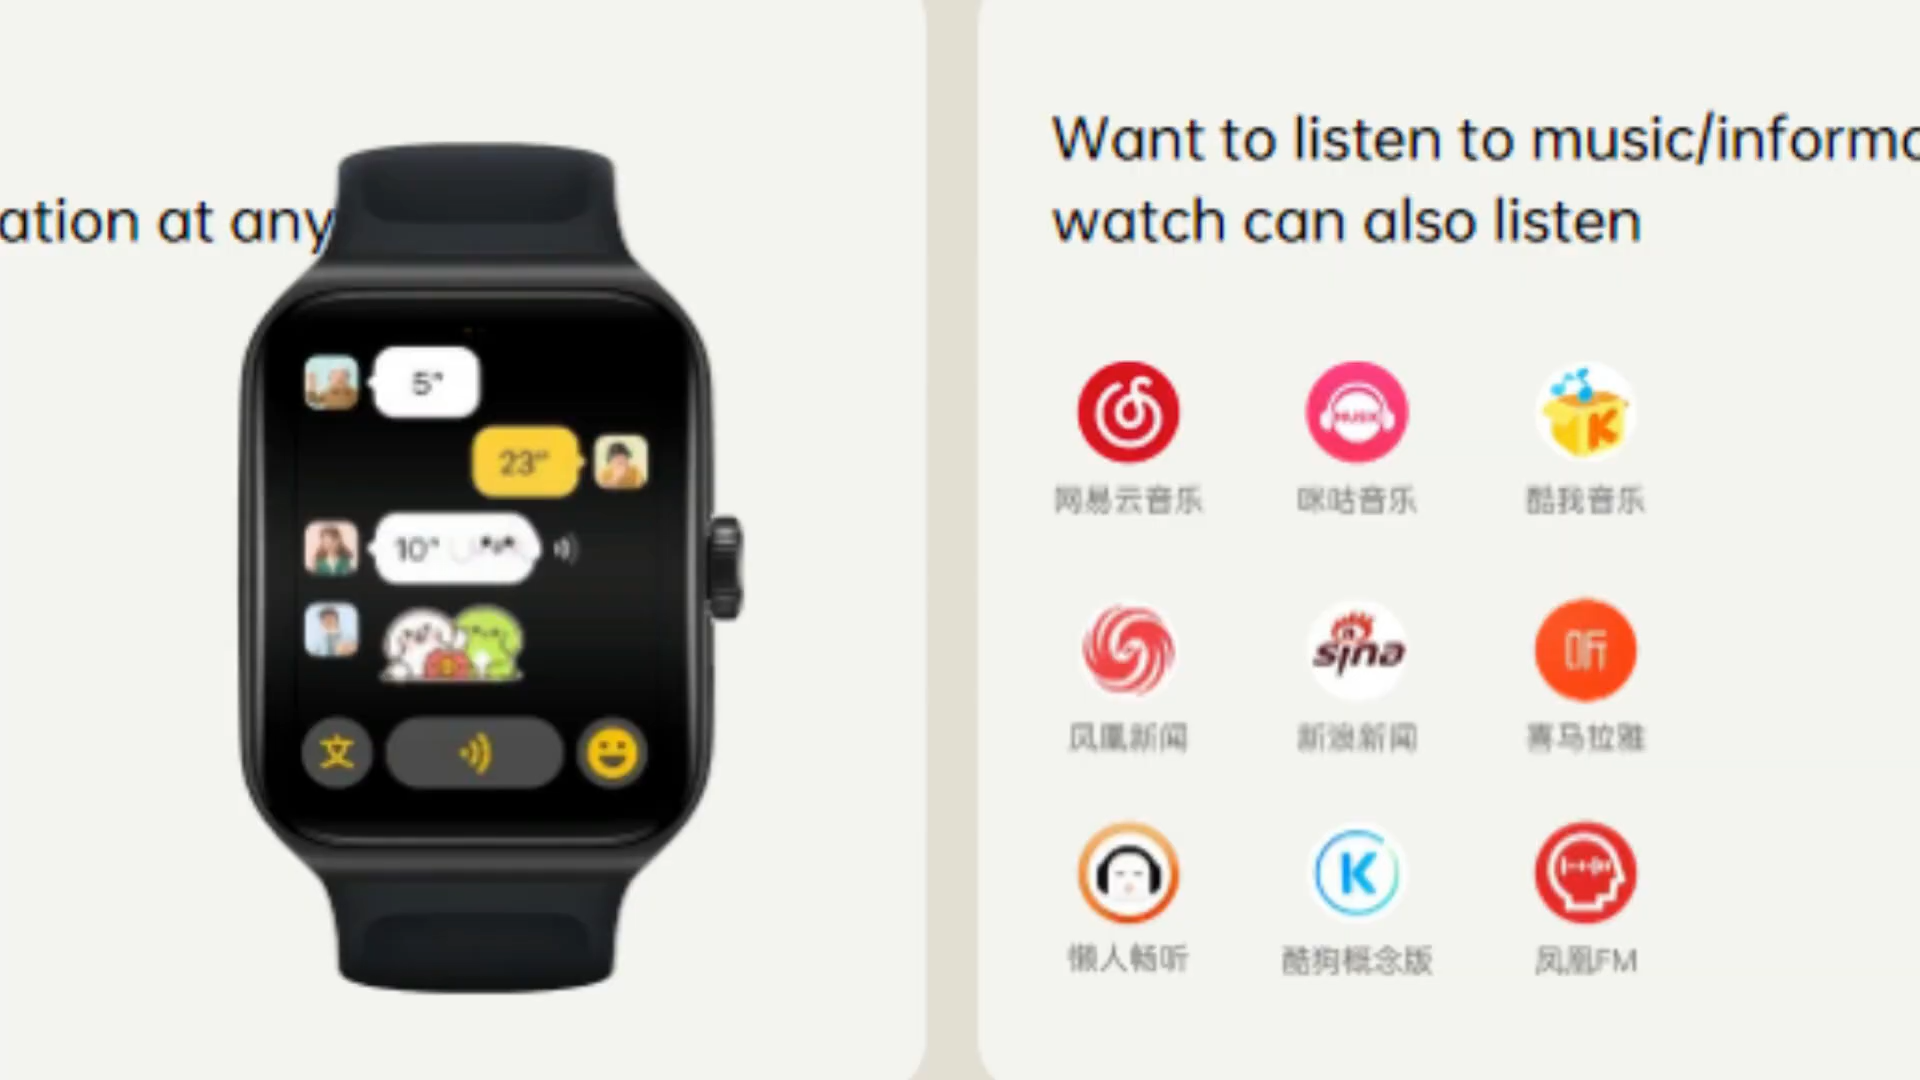 ation at any
5"
23"
10"
文
Want to listen to music/informa
watch can also listen
MUSIC
K
网易云音乐
咪咕音乐
酷我音乐
sina
听
凤凰新闻
新浪新闻
喜马拉雅
K
懒人畅听
酷狗概念版
凤凰FM